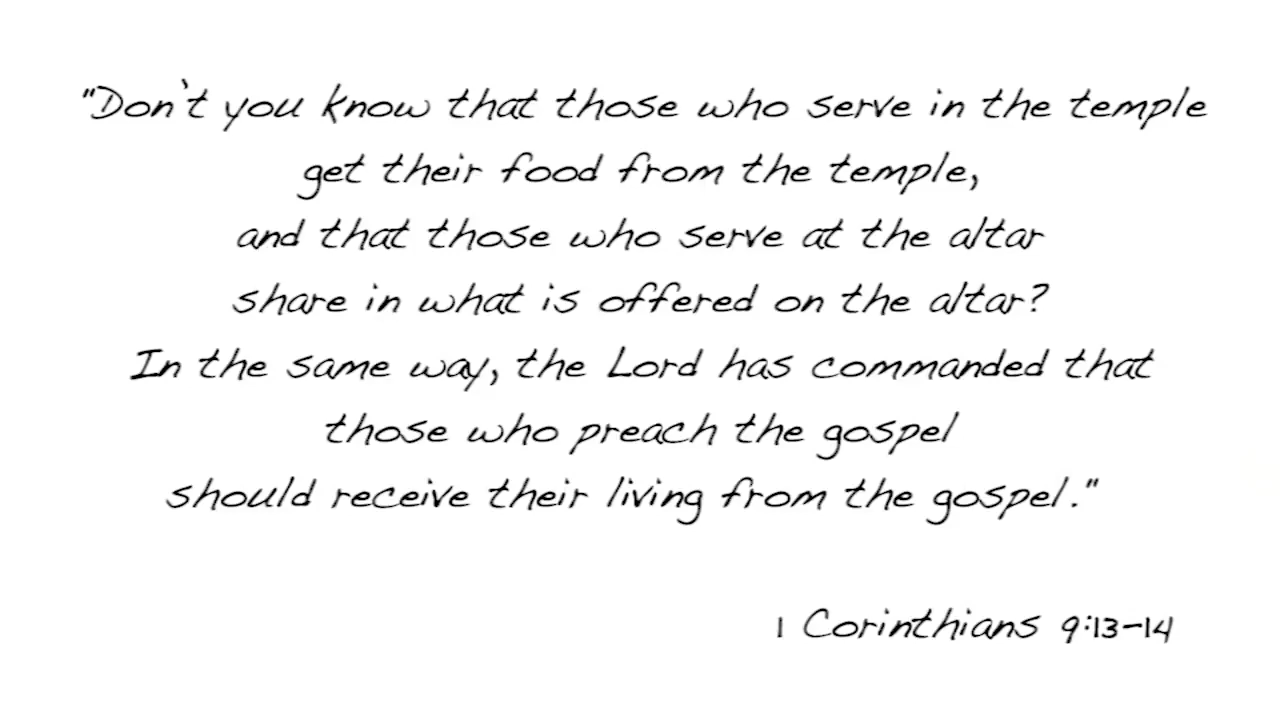 "Don't you know that those who serve in the temple
get their food from the temple,
and that those who serve at the altar
share in what is offered on the altar?
In the same way, the Lord has commanded that
those who preach the gospel
should receive their living from the gospel."
1 Corinthians 9:13-14